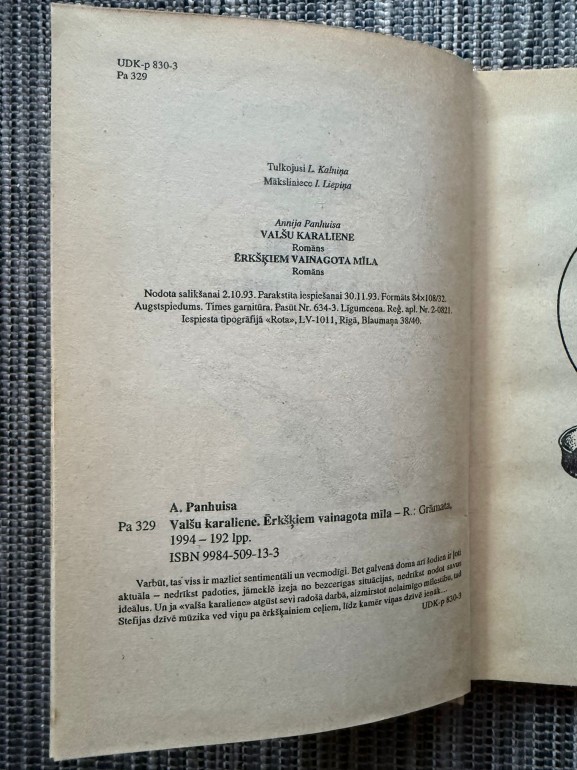 UDK-p 830-3
Pa 329
Tulkojusi L. Kalniņa
Māksliniece I. Liepiņa
Annija Panhuisa
VALŠU KARALIENE
Romāns
ĒRKŠĶIEM VAINAGOTA MĪLA
Romāns
Nodota salikšanai 2.10.93. Parakstīta iespiešanai 30.11.93. Formāts 84×108/32.
Augstspiedums. Times garnitūra. Pasūt Nr. 634-3. Līgumcena. Reģ. apl. Nr. 2-0821.
Iespiesta tipogrāfijā «Rota», LV-1011, Rīgā, Blaumaņa 38/40.
A. Panhuisa
Pa 329 Valšu karaliene. Ērkšķiem vainagota mīla – R.: Grāmata,
1994 – 192 lpp.
ISBN 9984-509-13-3
Varbūt, tas viss ir mazliet sentimentāli un vecmodīgi. Bet galvenā doma arī šodien ir ļoti
aktuāla – nedrīkst padoties, jāmeklē izeja no bezcerīgas situācijas, nedrīkst nodot savus
ideālus. Un ja «valša karaliene» atgūst sevi radošā darbā, aizmirstot nelaimīgo mīlestību, tad
Stefijas dzīvē mūzika ved viņu pa ērkšķainiem ceļiem, līdz kamēr viņas dzīvē ienāk...
UDK-p 830-3